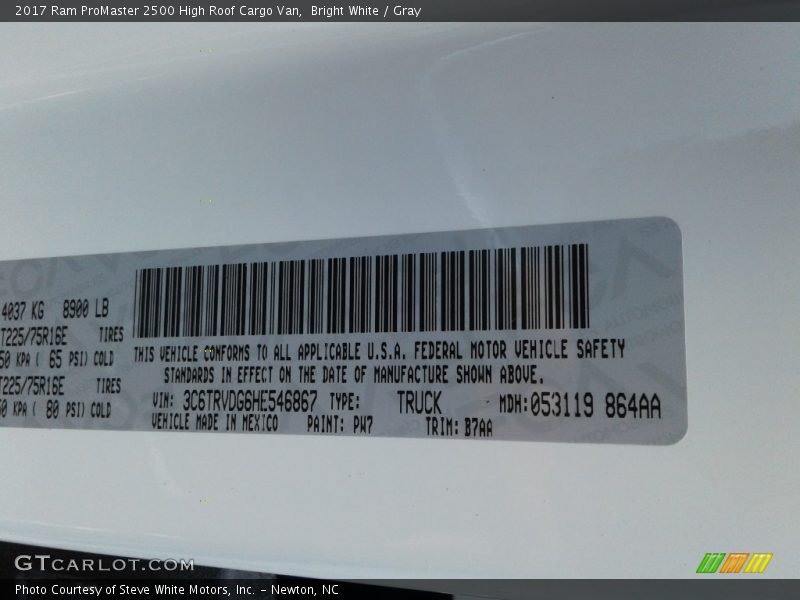 2017 Ram ProMaster 2500 High Roof Cargo Van, Bright White / Gray
4037 KG 8900 LB
T225/75R16E TIRES
50 KPA ( 65 PSI) COLD
T225/75R16E TIRES
50 KPA ( 80 PSI) COLD
THIS VEHICLE CONFORMS TO ALL APPLICABLE U.S.A. FEDERAL MOTOR VEHICLE SAFETY
STANDARDS IN EFFECT ON THE DATE OF MANUFACTURE SHOWN ABOVE.
VIN: 3C6TRVDG6HE546867 TYPE: TRUCK MDH:053119 864AA
VEHICLE MADE IN MEXICO PAINT: PW7 TRIM: B7AA
GTCARLOT.COM
Photo Courtesy of Steve White Motors, Inc. – Newton, NC